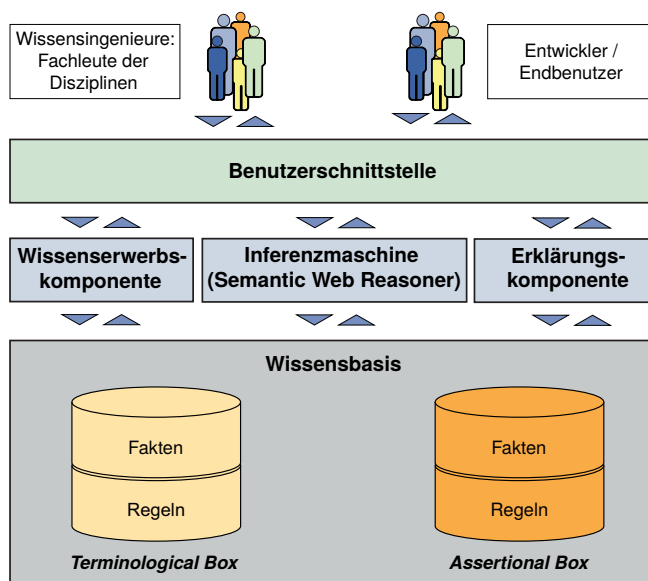 Wissensingenieure:
Fachleute der
Disziplinen
Entwickler /
Endbenutzer
Benutzerschnittstelle
Wissenserwerbs-
komponente
Inferenzmaschine
(Semantic Web Reasoner)
Erklärungs-
komponente
Wissensbasis
Fakten
Regeln
Terminological Box
Fakten
Regeln
Assertional Box